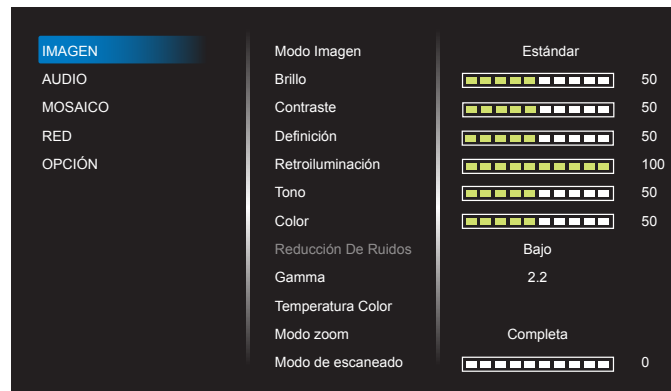 IMAGEN
AUDIO
MOSAICO
RED
OPCIÓN
Modo Imagen Estándar
Brillo 50
Contraste 50
Definición 50
Retroiluminación 100
Tono 50
Color 50
Reducción De Ruidos Bajo
Gamma 2.2
Temperatura Color
Modo zoom Completa
Modo de escaneado 0